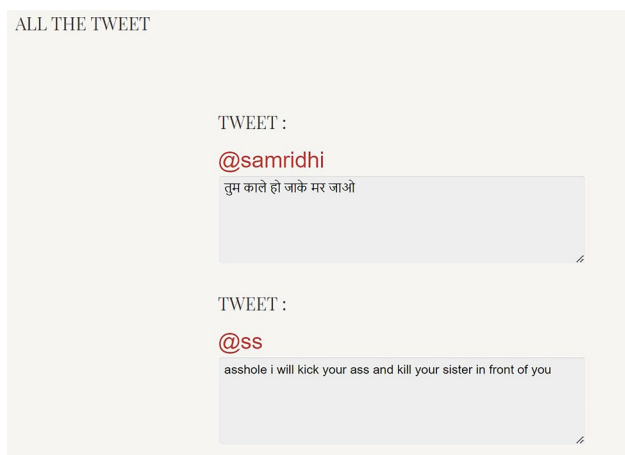 ALL THE TWEET
TWEET :
@samridhi
तुम काले हो जाके मर जाओ
TWEET :
@ss
asshole i will kick your ass and kill your sister in front of you